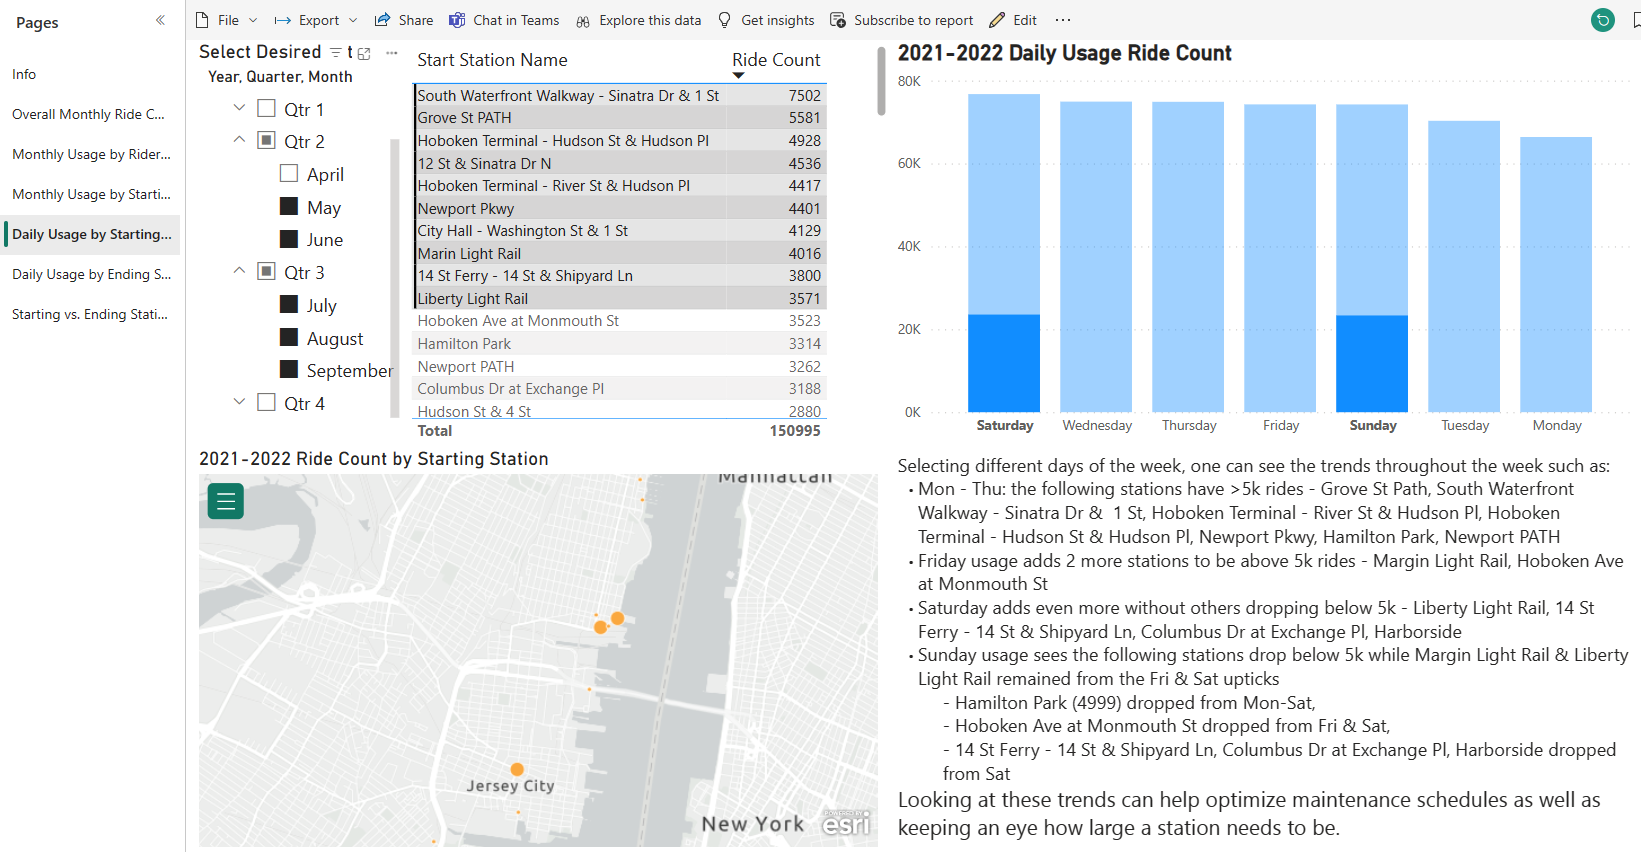 Pages
Info
Overall Monthly Ride C...
Monthly Usage by Rider...
Monthly Usage by Starti...
Daily Usage by Starting...
Daily Usage by Ending S...
Starting vs. Ending Stati...
File
Export
Share
Chat in Teams
Explore this data
Get insights
Subscribe to report
Edit
...
Select Desired t
Year, Quarter, Month
Qtr 1
Qtr 2
April
May
June
Qtr 3
July
August
September
Qtr 4
Start Station Name Ride Count
South Waterfront Walkway - Sinatra Dr & 1 St 7502
Grove St PATH 5581
Hoboken Terminal - Hudson St & Hudson Pl 4928
12 St & Sinatra Dr N 4536
Hoboken Terminal - River St & Hudson Pl 4417
Newport Pkwy 4401
City Hall - Washington St & 1 St 4129
Marin Light Rail 4016
14 St Ferry - 14 St & Shipyard Ln 3800
Liberty Light Rail 3571
Hoboken Ave at Monmouth St 3523
Hamilton Park 3314
Newport PATH 3262
Columbus Dr at Exchange Pl 3188
Hudson St & 4 St 2880
Total 150995
2021-2022 Ride Count by Starting Station
Manhattan
Jersey City
New York
POWERED BY
esri
2021-2022 Daily Usage Ride Count
80K
60K
40K
20K
0K
Saturday Wednesday Thursday Friday Sunday Tuesday Monday
Selecting different days of the week, one can see the trends throughout the week such as:
• Mon - Thu: the following stations have >5k rides - Grove St Path, South Waterfront
Walkway - Sinatra Dr &  1 St, Hoboken Terminal - River St & Hudson Pl, Hoboken
Terminal - Hudson St & Hudson Pl, Newport Pkwy, Hamilton Park, Newport PATH
• Friday usage adds 2 more stations to be above 5k rides - Margin Light Rail, Hoboken Ave
at Monmouth St
• Saturday adds even more without others dropping below 5k - Liberty Light Rail, 14 St
Ferry - 14 St & Shipyard Ln, Columbus Dr at Exchange Pl, Harborside
• Sunday usage sees the following stations drop below 5k while Margin Light Rail & Liberty
Light Rail remained from the Fri & Sat upticks
- Hamilton Park (4999) dropped from Mon-Sat,
- Hoboken Ave at Monmouth St dropped from Fri & Sat,
- 14 St Ferry - 14 St & Shipyard Ln, Columbus Dr at Exchange Pl, Harborside dropped
from Sat
Looking at these trends can help optimize maintenance schedules as well as
keeping an eye how large a station needs to be.